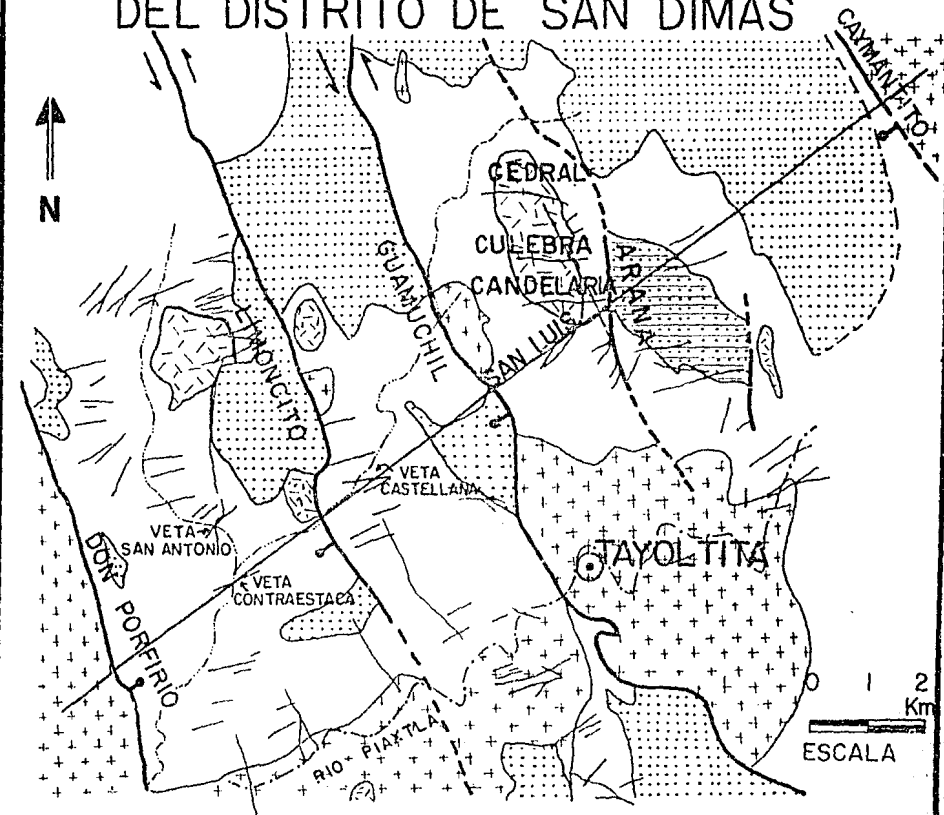 DEL DISTRITO DE SAN DIMAS
CAYMANTITO
N
CEDRAL
CULEBRA
CANDELARIA
GUAMUCHIL
ARANA
LIMONCITO
SAN LUIS
VETA
CASTELLANA
VETA
SAN ANTONIO
TAYOLTITA
DON PORFIRIO
VETA
CONTRAESTACA
0 1 2
Km
ESCALA
RIO PIAXTLA